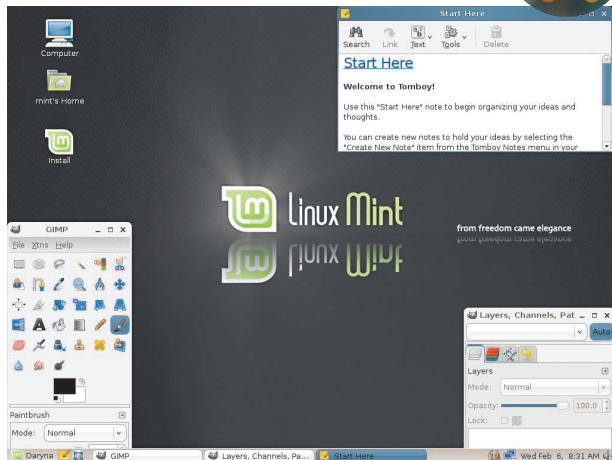 Start Here
Computer
Search Link Text Tools Delete
Start Here
mint's Home
Welcome to Tomboy!
Use this "Start Here" note to begin organizing your ideas and
thoughts.
You can create new notes to hold your ideas by selecting the
"Create New Note" item from the Tomboy Notes menu in your
Install
lm Linux Mint
from freedom came elegance
GIMP
File Xtns Help
Paintbrush
Mode: Normal
Layers, Channels, Pat
Auto
Layers
Mode: Normal
Opacity: 100.0
Lock:
Daryna GIMP Layers, Channels, Pa... Start Here Wed Feb 6, 8:31 AM